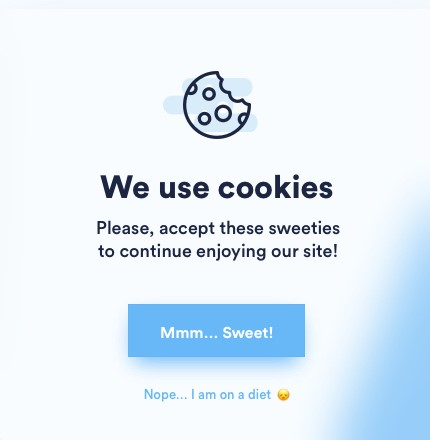 We use cookies
Please, accept these sweeties
to continue enjoying our site!
Mmm... Sweet!
Nope... I am on a diet 😞